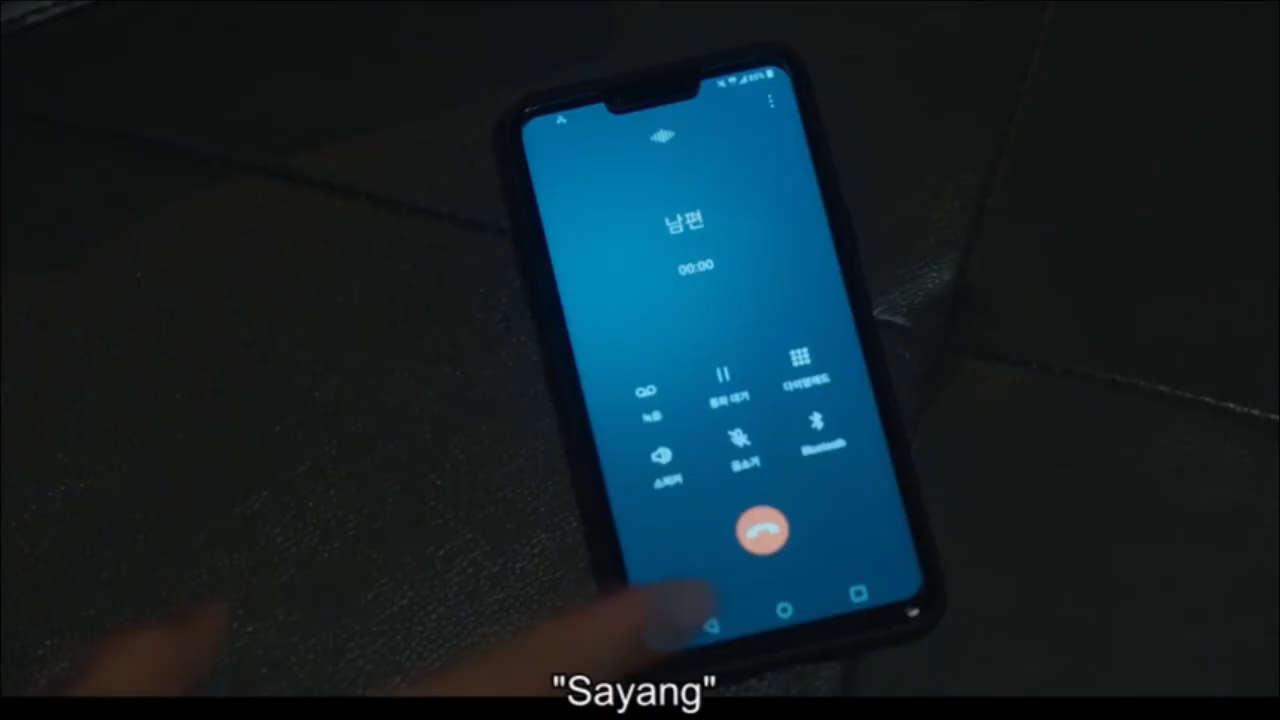 남편
00:00
녹음
통화 대기
다이얼패드
스피커
음소거
Bluetooth
"Sayang"